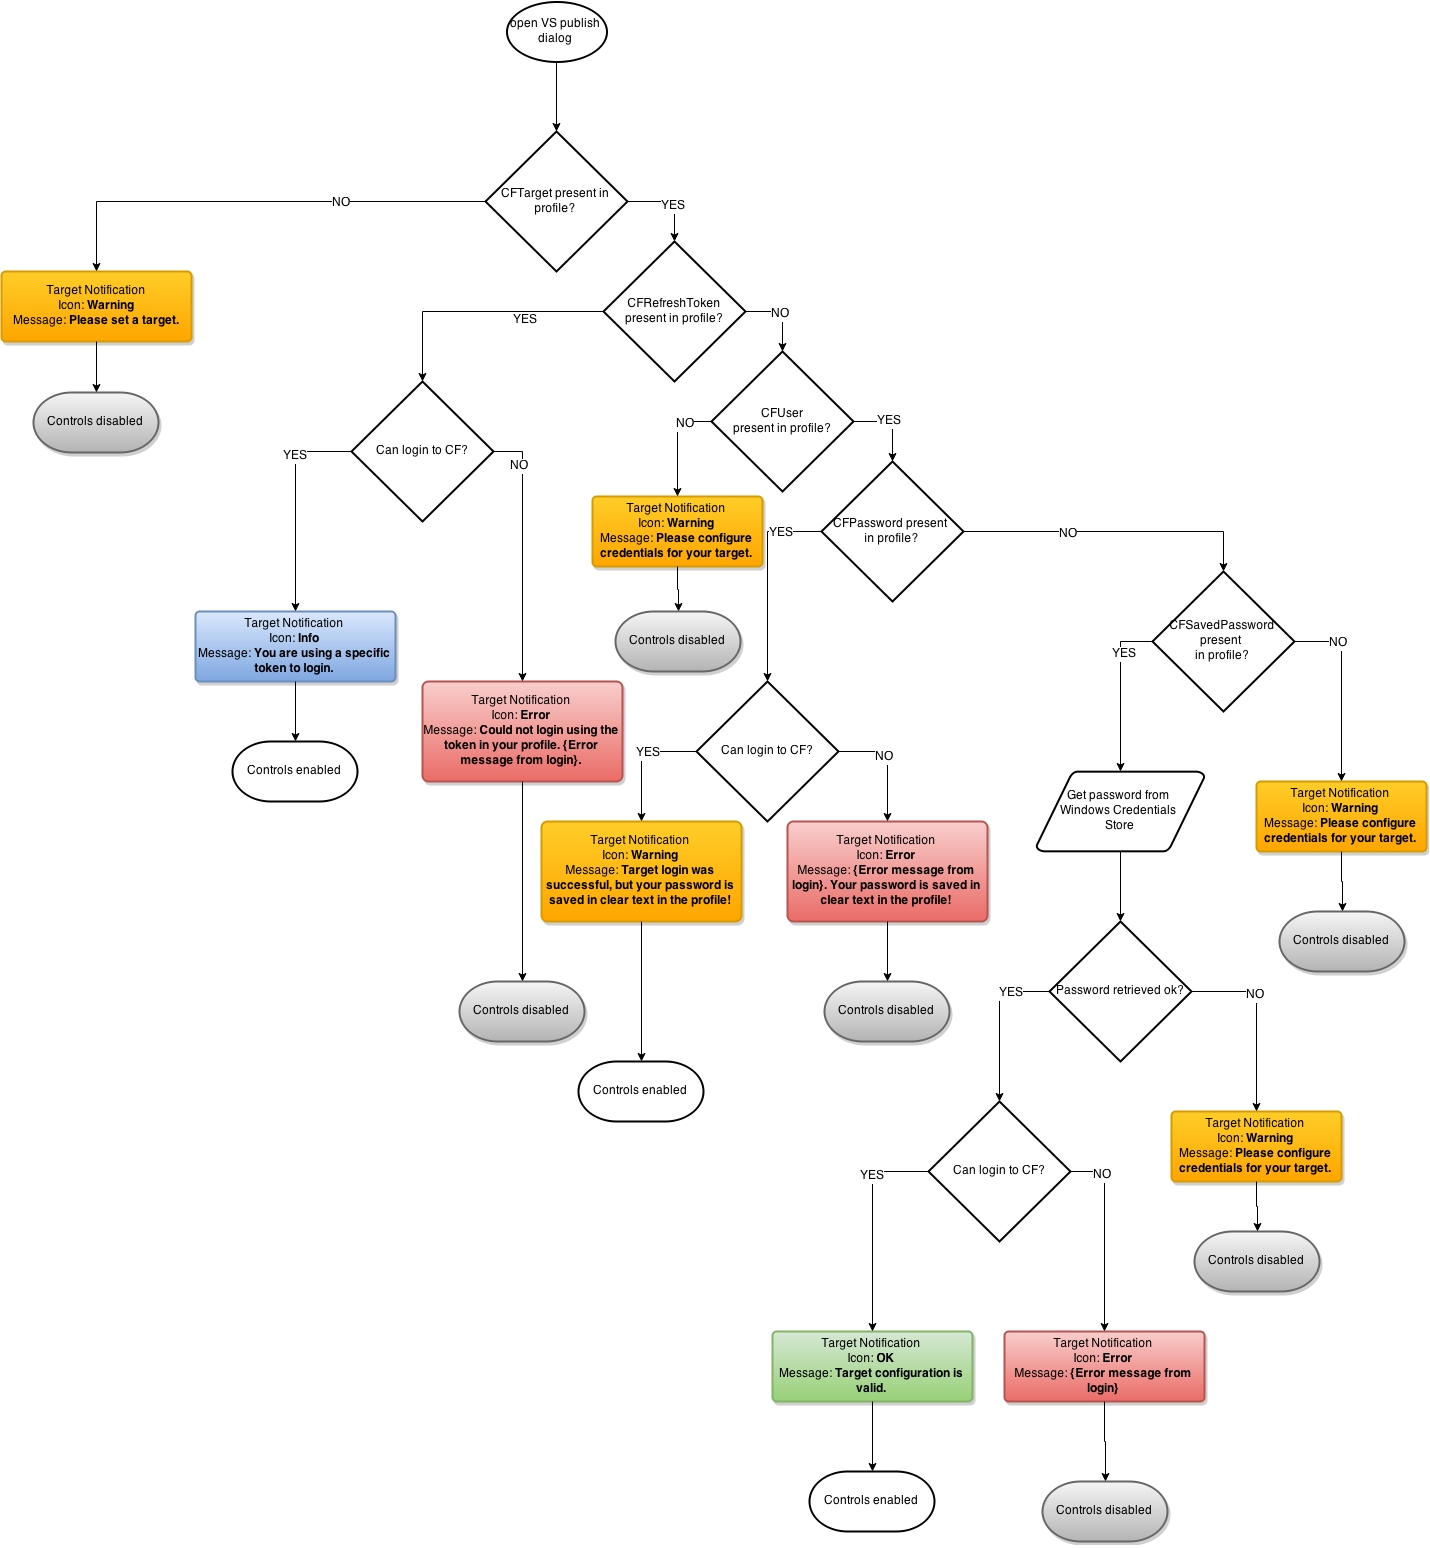 open VS publish
dialog
CFTarget present in
profile?
NO
YES
Target Notification
Icon: Warning
Message: Please set a target.
Controls disabled
CFRefreshToken
present in profile?
YES
NO
Can login to CF?
YES
NO
CFUser
present in profile?
NO
YES
Target Notification
Icon: Warning
Message: Please configure
credentials for your target.
Controls disabled
CFPassword present
in profile?
YES
NO
Target Notification
Icon: Info
Message: You are using a specific
token to login.
Controls enabled
Target Notification
Icon: Error
Message: Could not login using the
token in your profile. {Error
message from login}.
Controls disabled
Can login to CF?
YES
NO
Target Notification
Icon: Warning
Message: Target login was
successful, but your password is
saved in clear text in the profile!
Controls enabled
Target Notification
Icon: Error
Message: {Error message from
login}. Your password is saved in
clear text in the profile!
Controls disabled
CFSavedPassword
present
in profile?
YES
NO
Get password from
Windows Credentials
Store
Target Notification
Icon: Warning
Message: Please configure
credentials for your target.
Controls disabled
Password retrieved ok?
YES
NO
Can login to CF?
YES
NO
Target Notification
Icon: Warning
Message: Please configure
credentials for your target.
Controls disabled
Target Notification
Icon: OK
Message: Target configuration is
valid.
Controls enabled
Target Notification
Icon: Error
Message: {Error message from
login}
Controls disabled